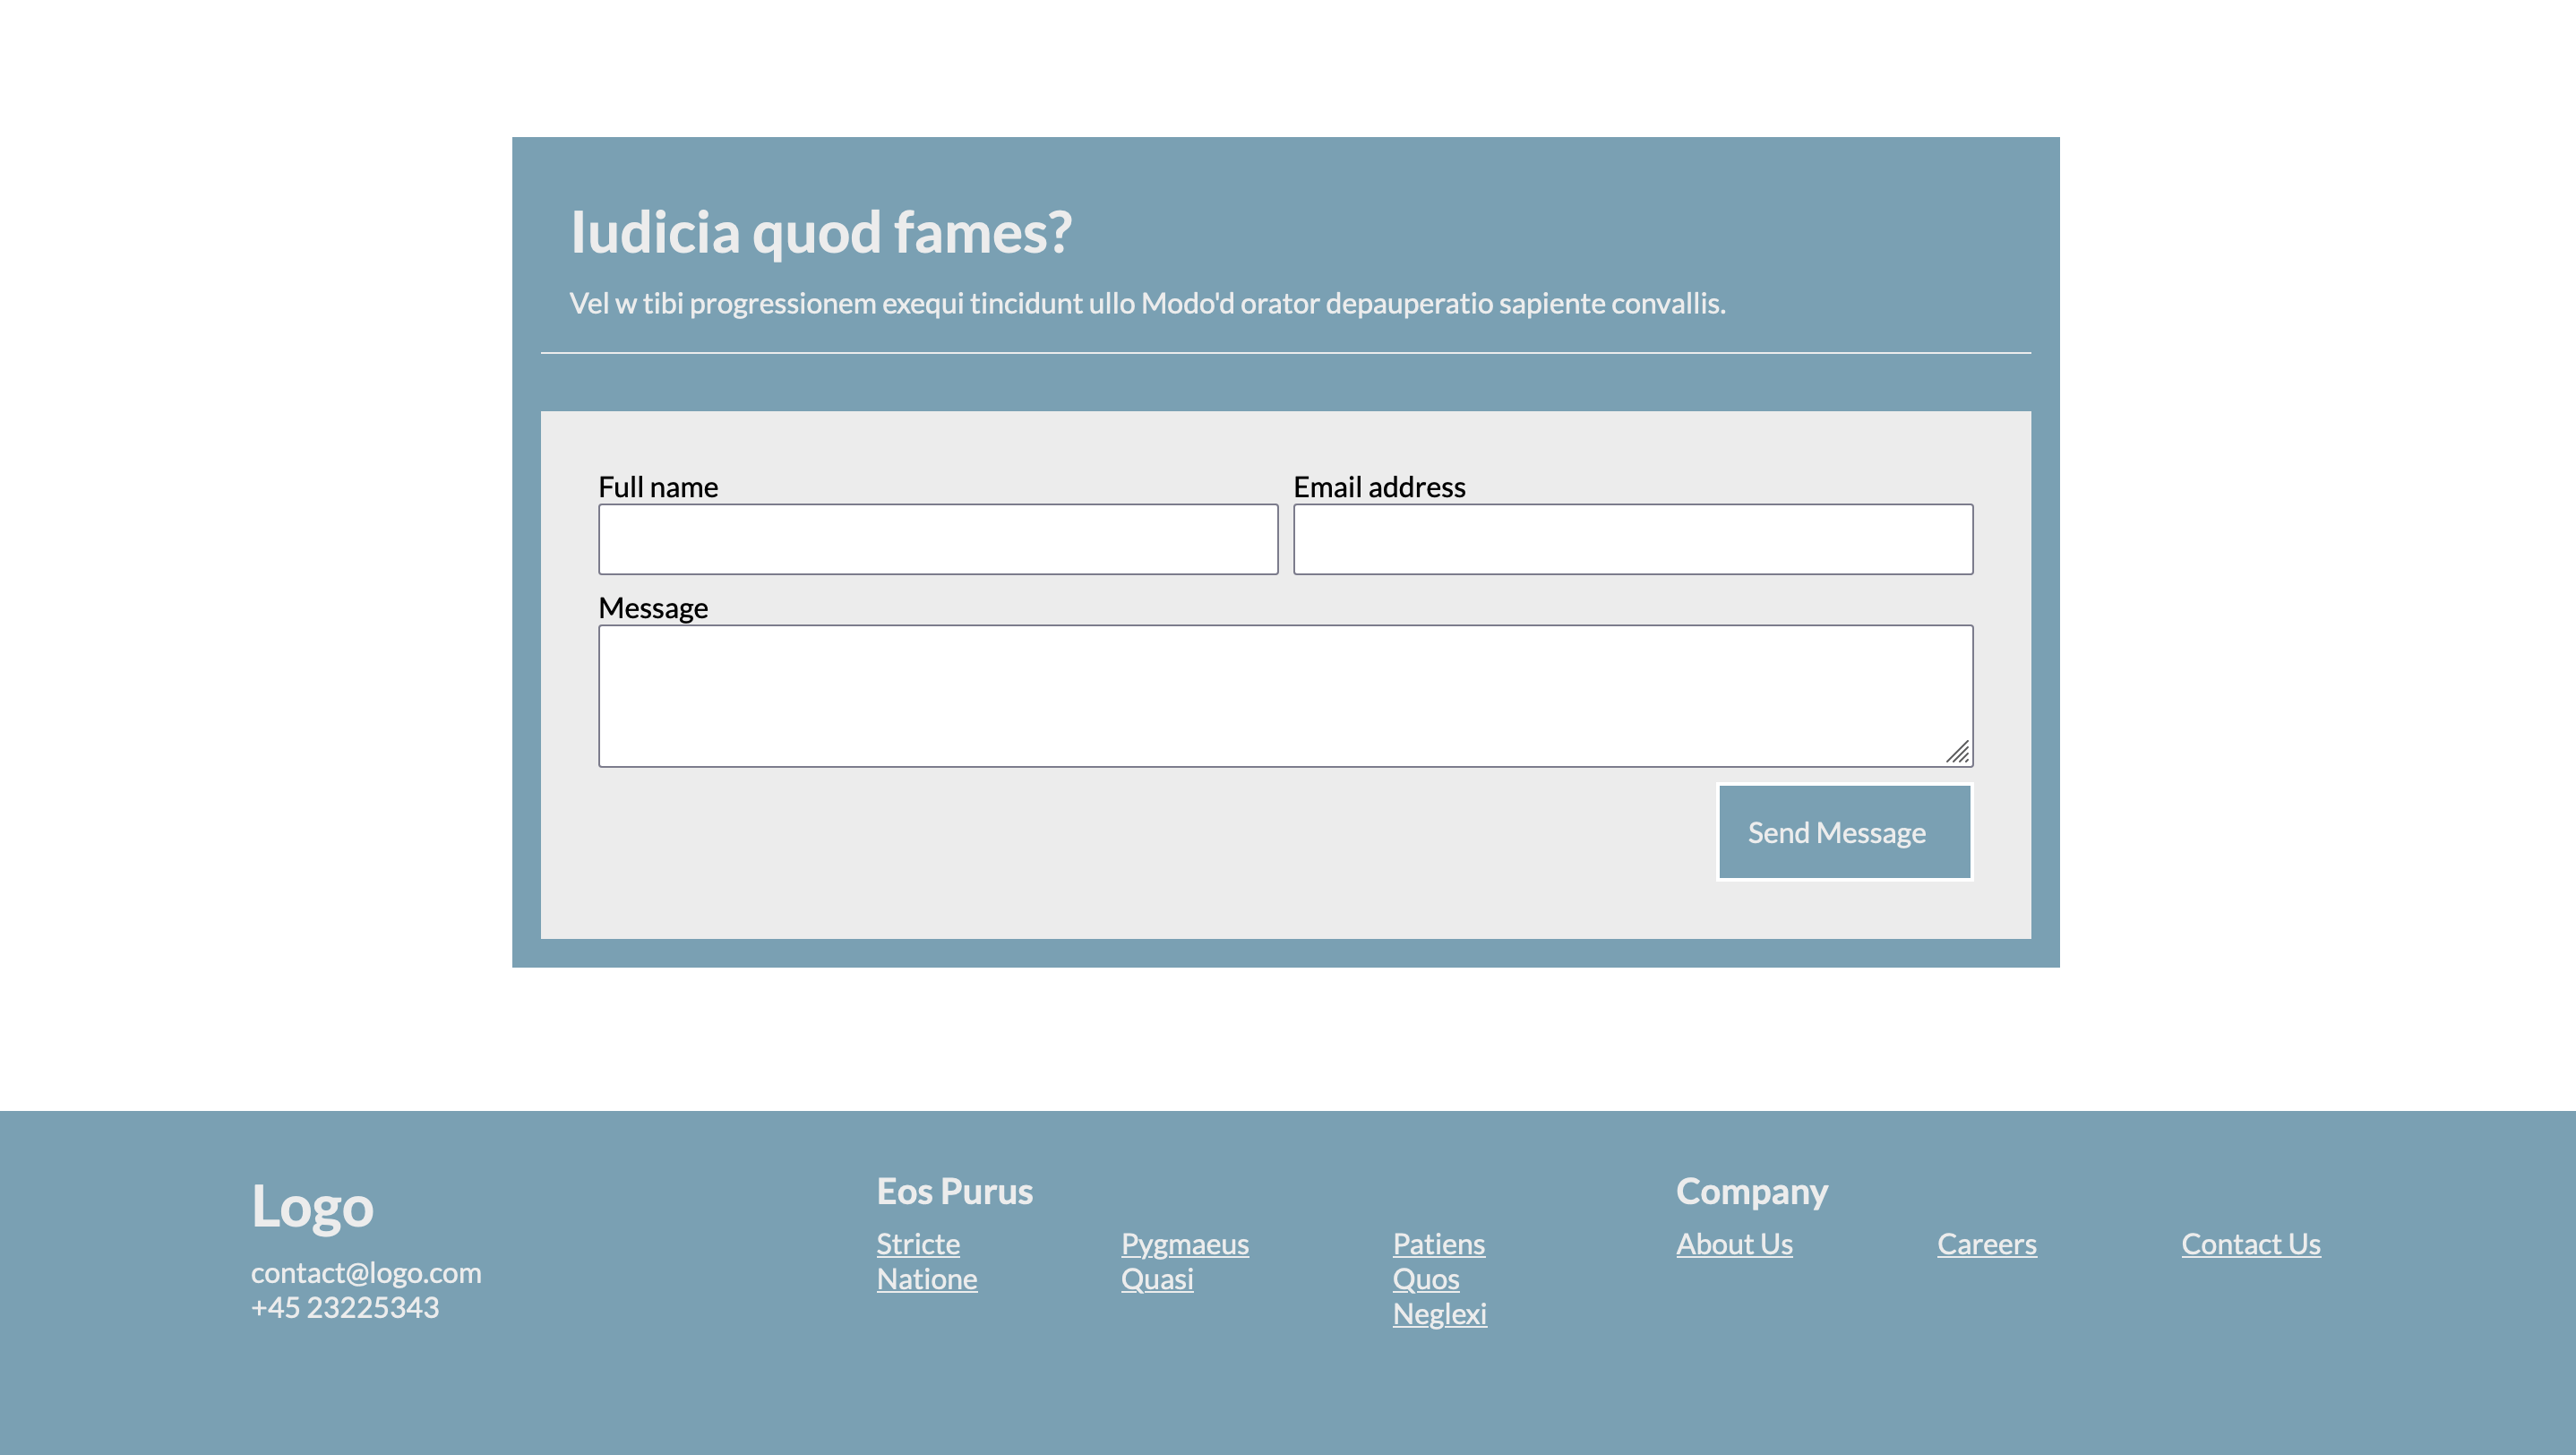 Iudicia quod fames?
Vel w tibi progressionem exequi tincidunt ullo Modo'd orator depauperatio sapiente convallis.
Full name
Email address
Message
Send Message
Logo
contact@logo.com
+45 23225343
Eos Purus
Stricte
Natione
Pygmaeus
Quasi
Patiens
Quos
Neglexi
Company
About Us
Careers
Contact Us